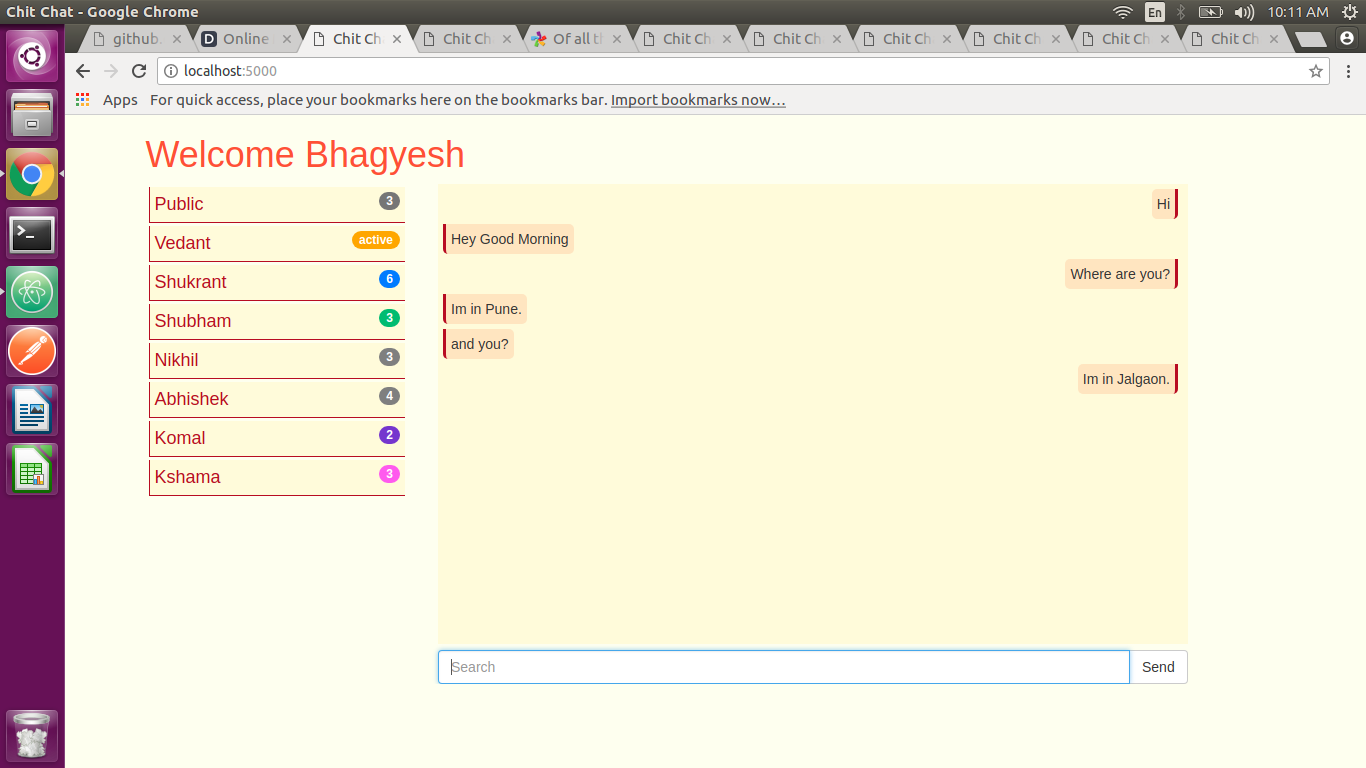 Chit Chat - Google Chrome
En
10:11 AM
github.
D Online
Chit Ch
Chit Ch
Of all t
Chit Ch
Chit Ch
Chit Ch
Chit Ch
Chit Ch
Chit Ch
localhost:5000
Apps For quick access, place your bookmarks here on the bookmarks bar. Import bookmarks now...
Welcome Bhagyesh
Public 3
Vedant active
Shukrant 6
Shubham 3
Nikhil 3
Abhishek 4
Komal 2
Kshama 3
Hi
Hey Good Morning
Where are you?
Im in Pune.
and you?
Im in Jalgaon.
Search
Send